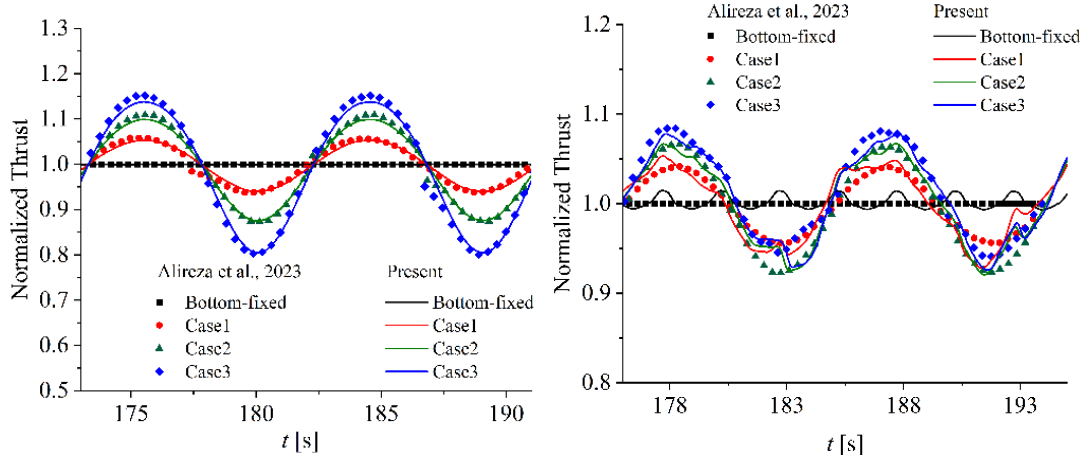 Normalized Thrust
1.3
1.2
1.1
1.0
0.9
0.8
0.7
0.6
0.5
Alireza et al., 2023 Present
Bottom-fixed Bottom-fixed
Case1 Case1
Case2 Case2
Case3 Case3
175 180 185 190
t [s]
Alireza et al., 2023 Present
Bottom-fixed Bottom-fixed
Case1 Case1
Case2 Case2
Case3 Case3
Normalized Thrust
1.2
1.1
1.0
0.9
0.8
178 183 188 193
t [s]